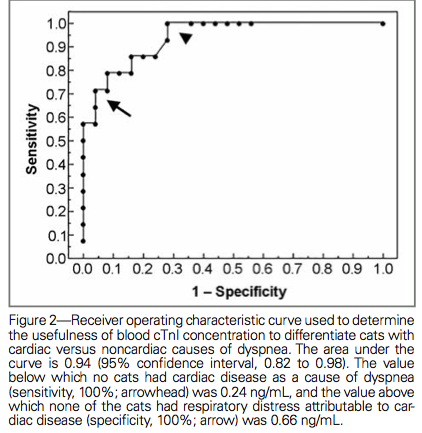 1.0
0.9
0.8
0.7
0.6
0.5
0.4
0.3
0.2
0.1
0.0
Sensitivity
0.0 0.1 0.2 0.3 0.4 0.5 0.6 0.7 0.8 0.9 1.0
1 – Specificity
Figure 2—Receiver operating characteristic curve used to determine
the usefulness of blood cTnI concentration to differentiate cats with
cardiac versus noncardiac causes of dyspnea. The area under the
curve is 0.94 (95% confidence interval, 0.82 to 0.98). The value
below which no cats had cardiac disease as a cause of dyspnea
(sensitivity, 100%; arrowhead) was 0.24 ng/mL, and the value above
which none of the cats had respiratory distress attributable to car-
diac disease (specificity, 100%; arrow) was 0.66 ng/mL.